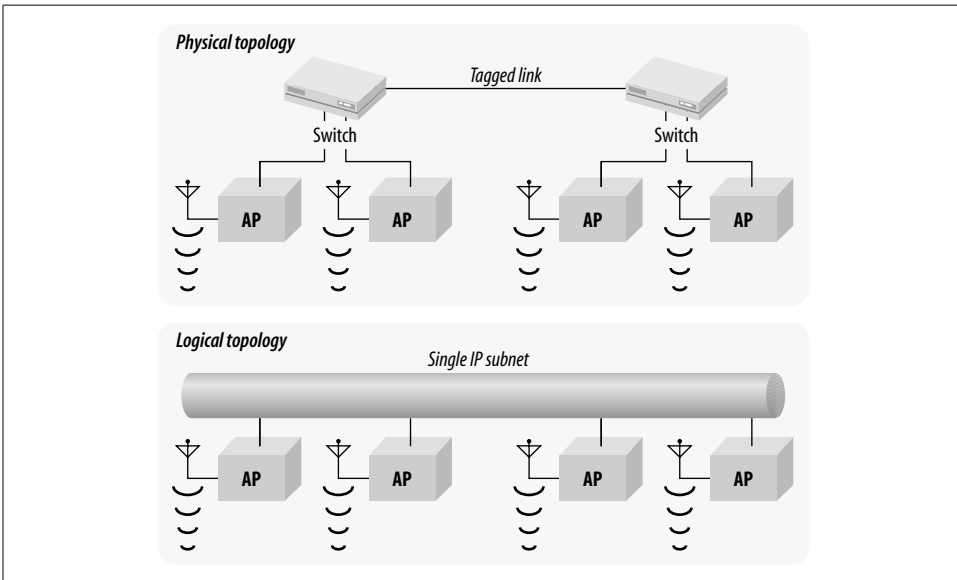 Physical topology
Tagged link
Switch
Switch
AP
AP
AP
AP
Logical topology
Single IP subnet
AP
AP
AP
AP